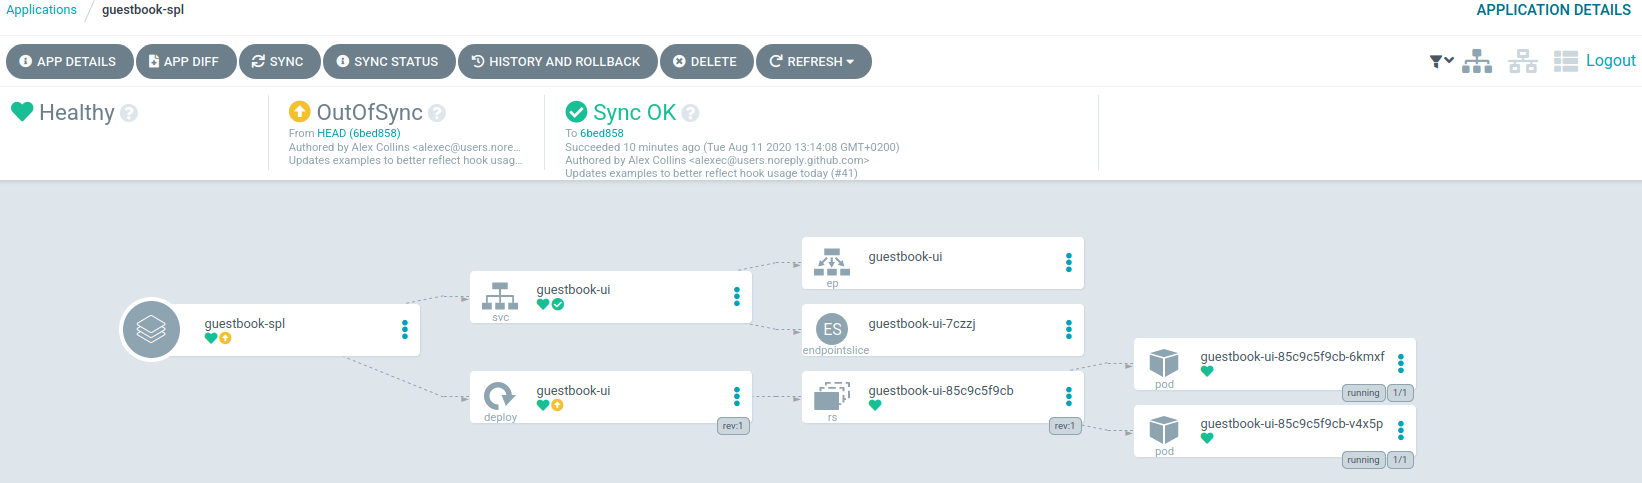 Applications / guestbook-spl
APPLICATION DETAILS
APP DETAILS
APP DIFF
SYNC
SYNC STATUS
HISTORY AND ROLLBACK
DELETE
REFRESH
Logout
Healthy
OutOfSync
From HEAD (6bed858)
Authored by Alex Collins <alexec@users.nore...
Updates examples to better reflect hook usag...
Sync OK
To 6bed858
Succeeded 10 minutes ago (Tue Aug 11 2020 13:14:08 GMT+0200)
Authored by Alex Collins <alexec@users.noreply.github.com>
Updates examples to better reflect hook usage today (#41)
guestbook-spl
guestbook-ui
svc
guestbook-ui
deploy
rev:1
guestbook-ui
ep
ES
guestbook-ui-7czzj
endpointslice
guestbook-ui-85c9c5f9cb
rs
rev:1
guestbook-ui-85c9c5f9cb-6kmxf
pod
running
1/1
guestbook-ui-85c9c5f9cb-v4x5p
pod
running
1/1